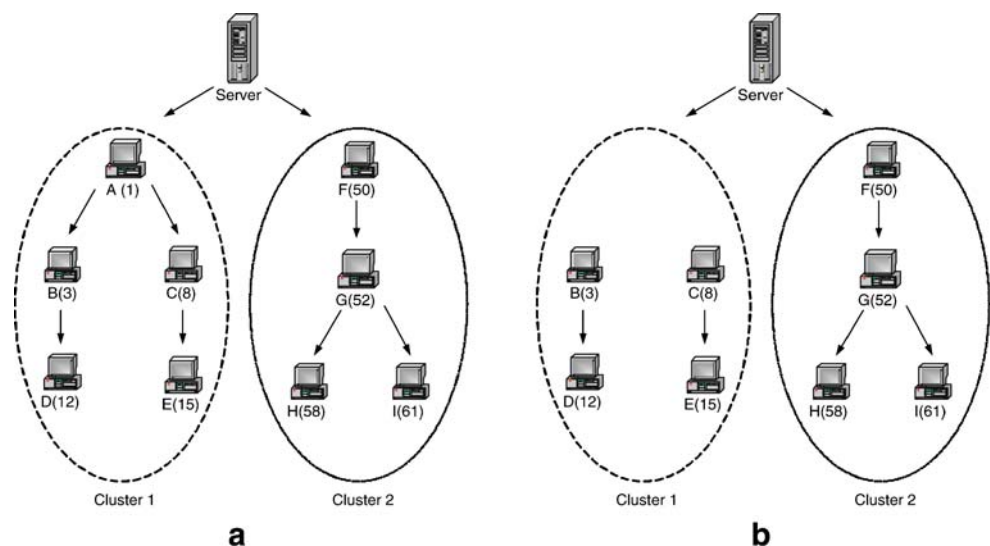 Server
A (1)
F(50)
B(3)
C(8)
G(52)
D(12)
E(15)
H(58)
I(61)
Cluster 1
Cluster 2
a
Server
F(50)
B(3)
C(8)
G(52)
D(12)
E(15)
H(58)
I(61)
Cluster 1
Cluster 2
b